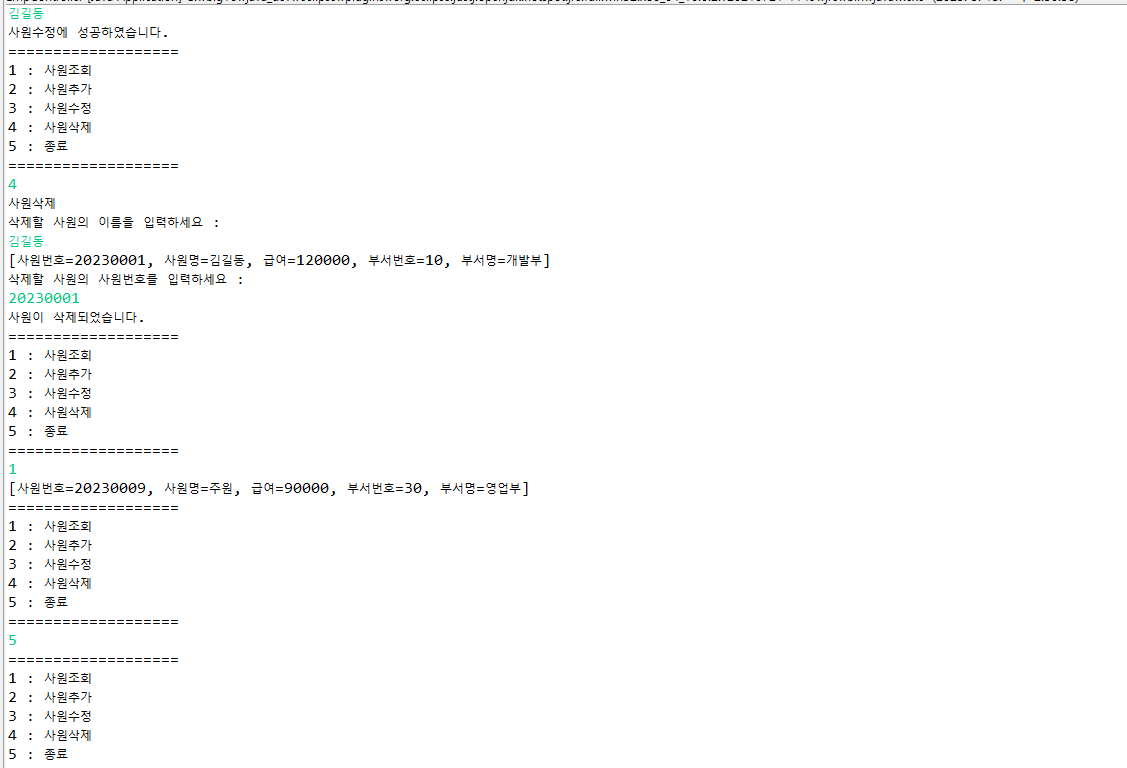 김길동
사원수정에 성공하였습니다.
===================
1 : 사원조회
2 : 사원추가
3 : 사원수정
4 : 사원삭제
5 : 종료
===================
4
사원삭제
삭제할 사원의 이름을 입력하세요 :
김길동
[사원번호=20230001, 사원명=김길동, 급여=120000, 부서번호=10, 부서명=개발부]
삭제할 사원의 사원번호를 입력하세요 :
20230001
사원이 삭제되었습니다.
===================
1 : 사원조회
2 : 사원추가
3 : 사원수정
4 : 사원삭제
5 : 종료
===================
1
[사원번호=20230009, 사원명=주원, 급여=90000, 부서번호=30, 부서명=영업부]
===================
1 : 사원조회
2 : 사원추가
3 : 사원수정
4 : 사원삭제
5 : 종료
===================
5
===================
1 : 사원조회
2 : 사원추가
3 : 사원수정
4 : 사원삭제
5 : 종료